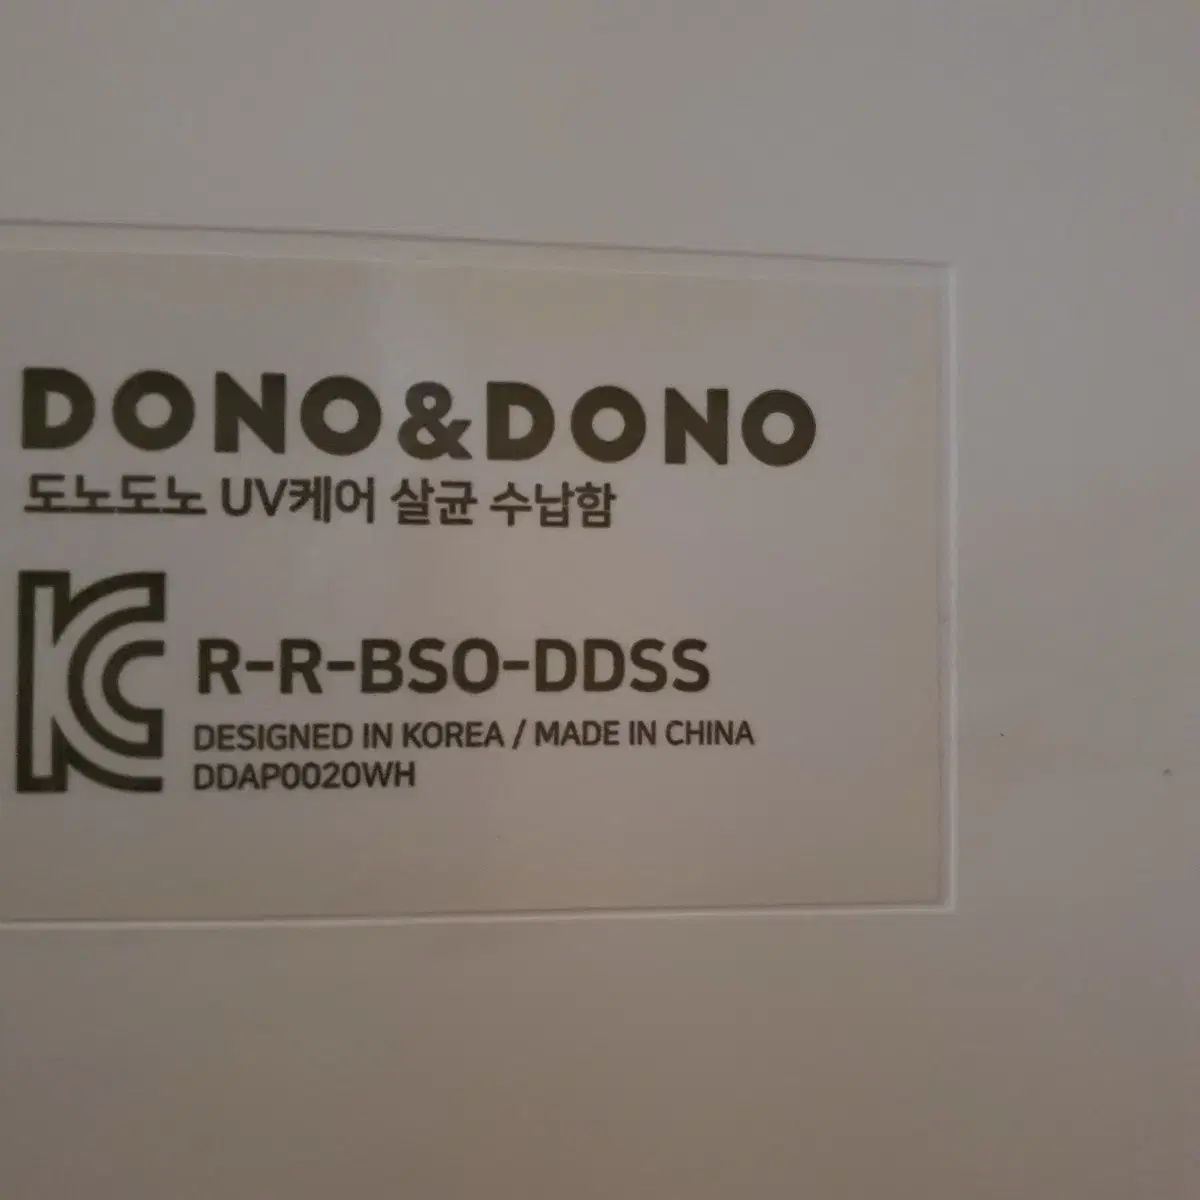 DONO&DONO
도노도노 UV케어 살균 수납함
KC
R-R-BSO-DDSS
DESIGNED IN KOREA / MADE IN CHINA
DDAP0020WH